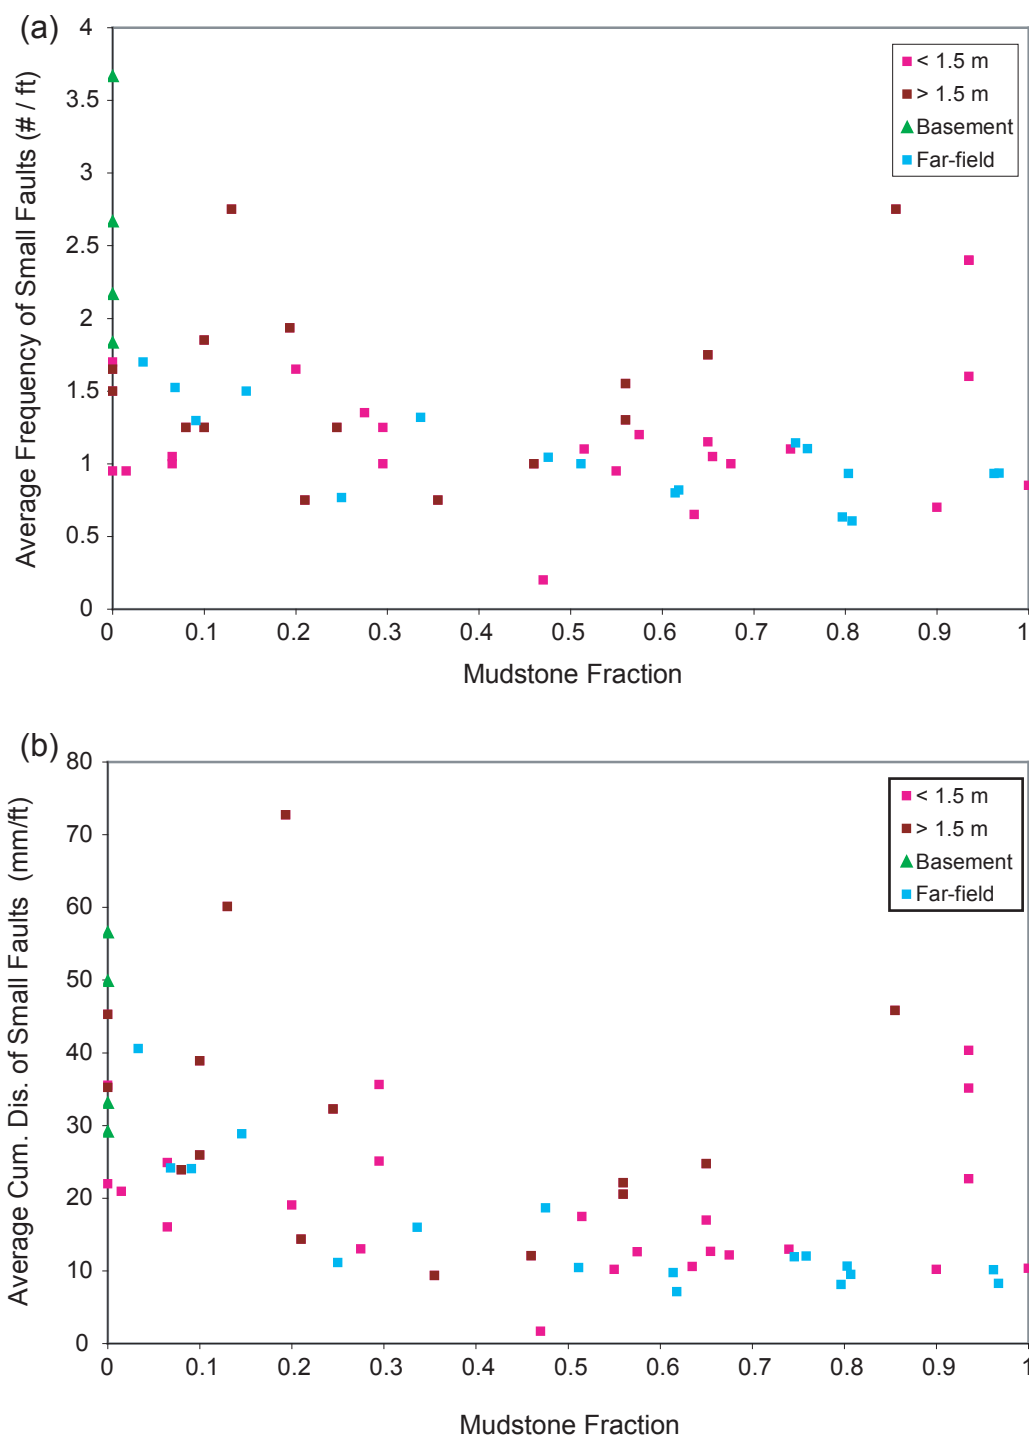 (a)
Average Frequency of Small Faults (# / ft)
4
3.5
3
2.5
2
1.5
1
0.5
0
< 1.5 m
> 1.5 m
Basement
Far-field
0 0.1 0.2 0.3 0.4 0.5 0.6 0.7 0.8 0.9 1
Mudstone Fraction
(b)
Average Cum. Dis. of Small Faults (mm/ft)
80
70
60
50
40
30
20
10
0
< 1.5 m
> 1.5 m
Basement
Far-field
0 0.1 0.2 0.3 0.4 0.5 0.6 0.7 0.8 0.9 1
Mudstone Fraction